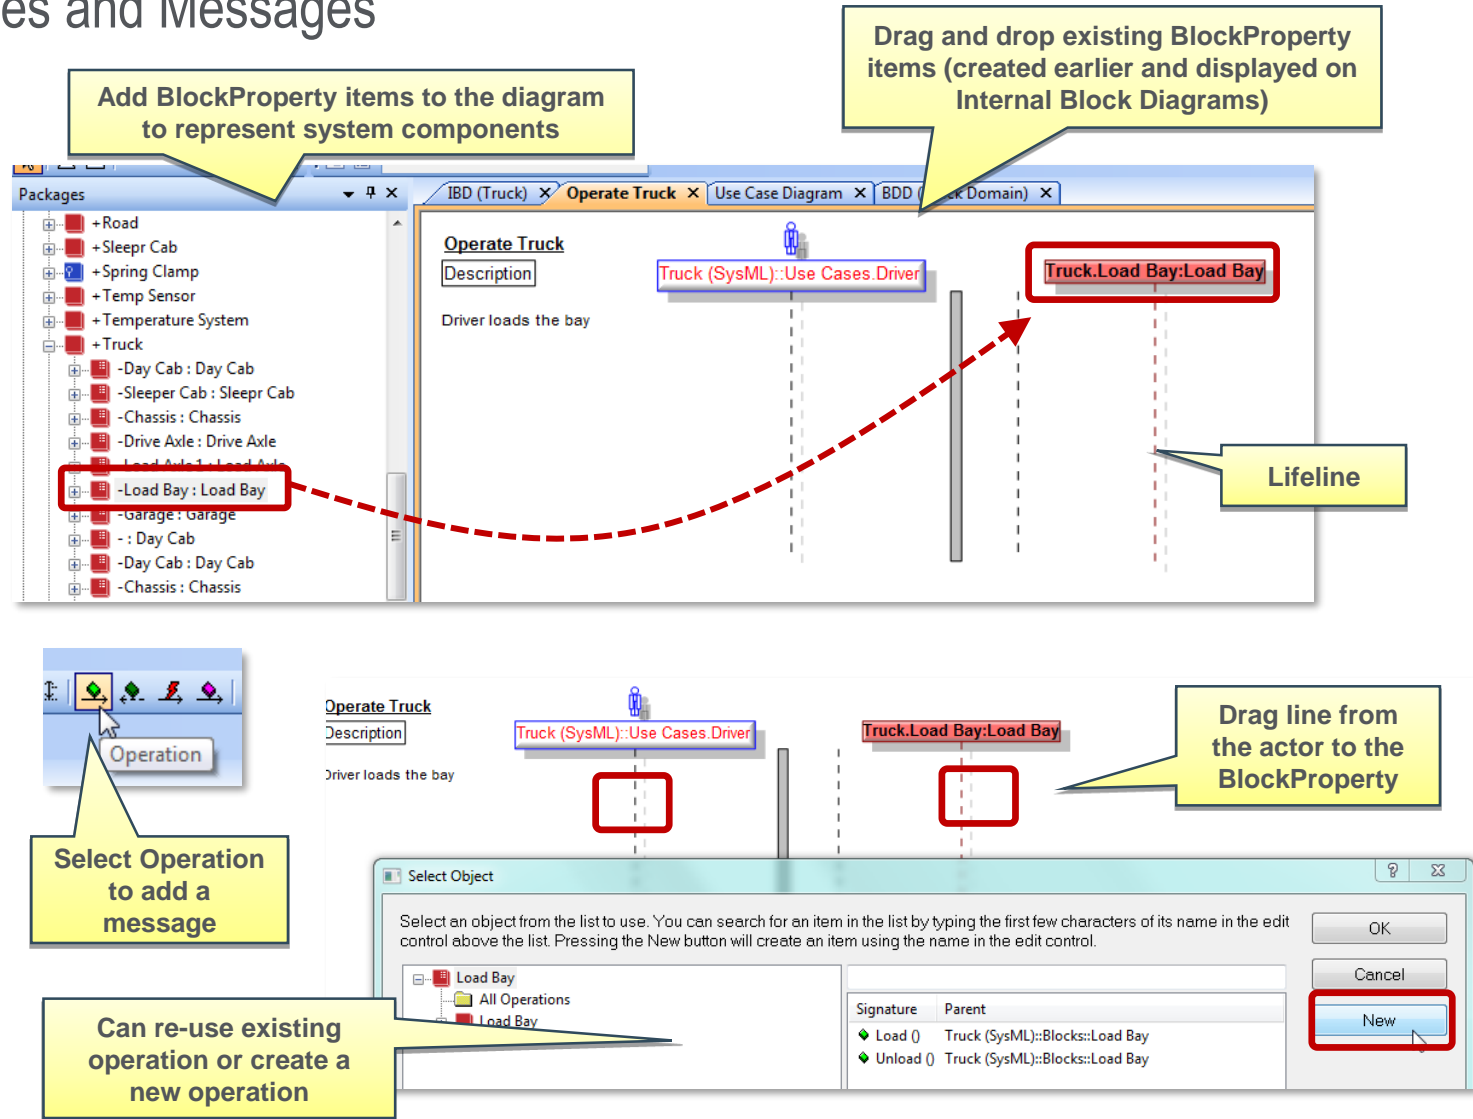 es and Messages
Drag and drop existing BlockProperty
items (created earlier and displayed on
Internal Block Diagrams)
Add BlockProperty items to the diagram
to represent system components
Packages
IBD (Truck)
Operate Truck
Use Case Diagram
BDD (
k Domain)
+Road
+Sleepr Cab
+Spring Clamp
+Temp Sensor
+Temperature System
+Truck
-Day Cab : Day Cab
-Sleeper Cab : Sleepr Cab
-Chassis : Chassis
-Drive Axle : Drive Axle
-Load Axle 1 : Load Axle
-Load Bay : Load Bay
-Garage : Garage
- : Day Cab
-Day Cab : Day Cab
-Chassis : Chassis
Operate Truck
Description
Driver loads the bay
Truck (SysML)::Use Cases.Driver
Truck.Load Bay:Load Bay
Lifeline
Operation
Select Operation
to add a
message
Operate Truck
Description
Driver loads the bay
Truck (SysML)::Use Cases.Driver
Truck.Load Bay:Load Bay
Drag line from
the actor to the
BlockProperty
Select Object
Select an object from the list to use. You can search for an item in the list by typing the first few characters of its name in the edit
control above the list. Pressing the New button will create an item using the name in the edit control.
OK
Cancel
New
Load Bay
All Operations
Load Bay
Signature Parent
Load () Truck (SysML)::Blocks::Load Bay
Unload () Truck (SysML)::Blocks::Load Bay
Can re-use existing
operation or create a
new operation